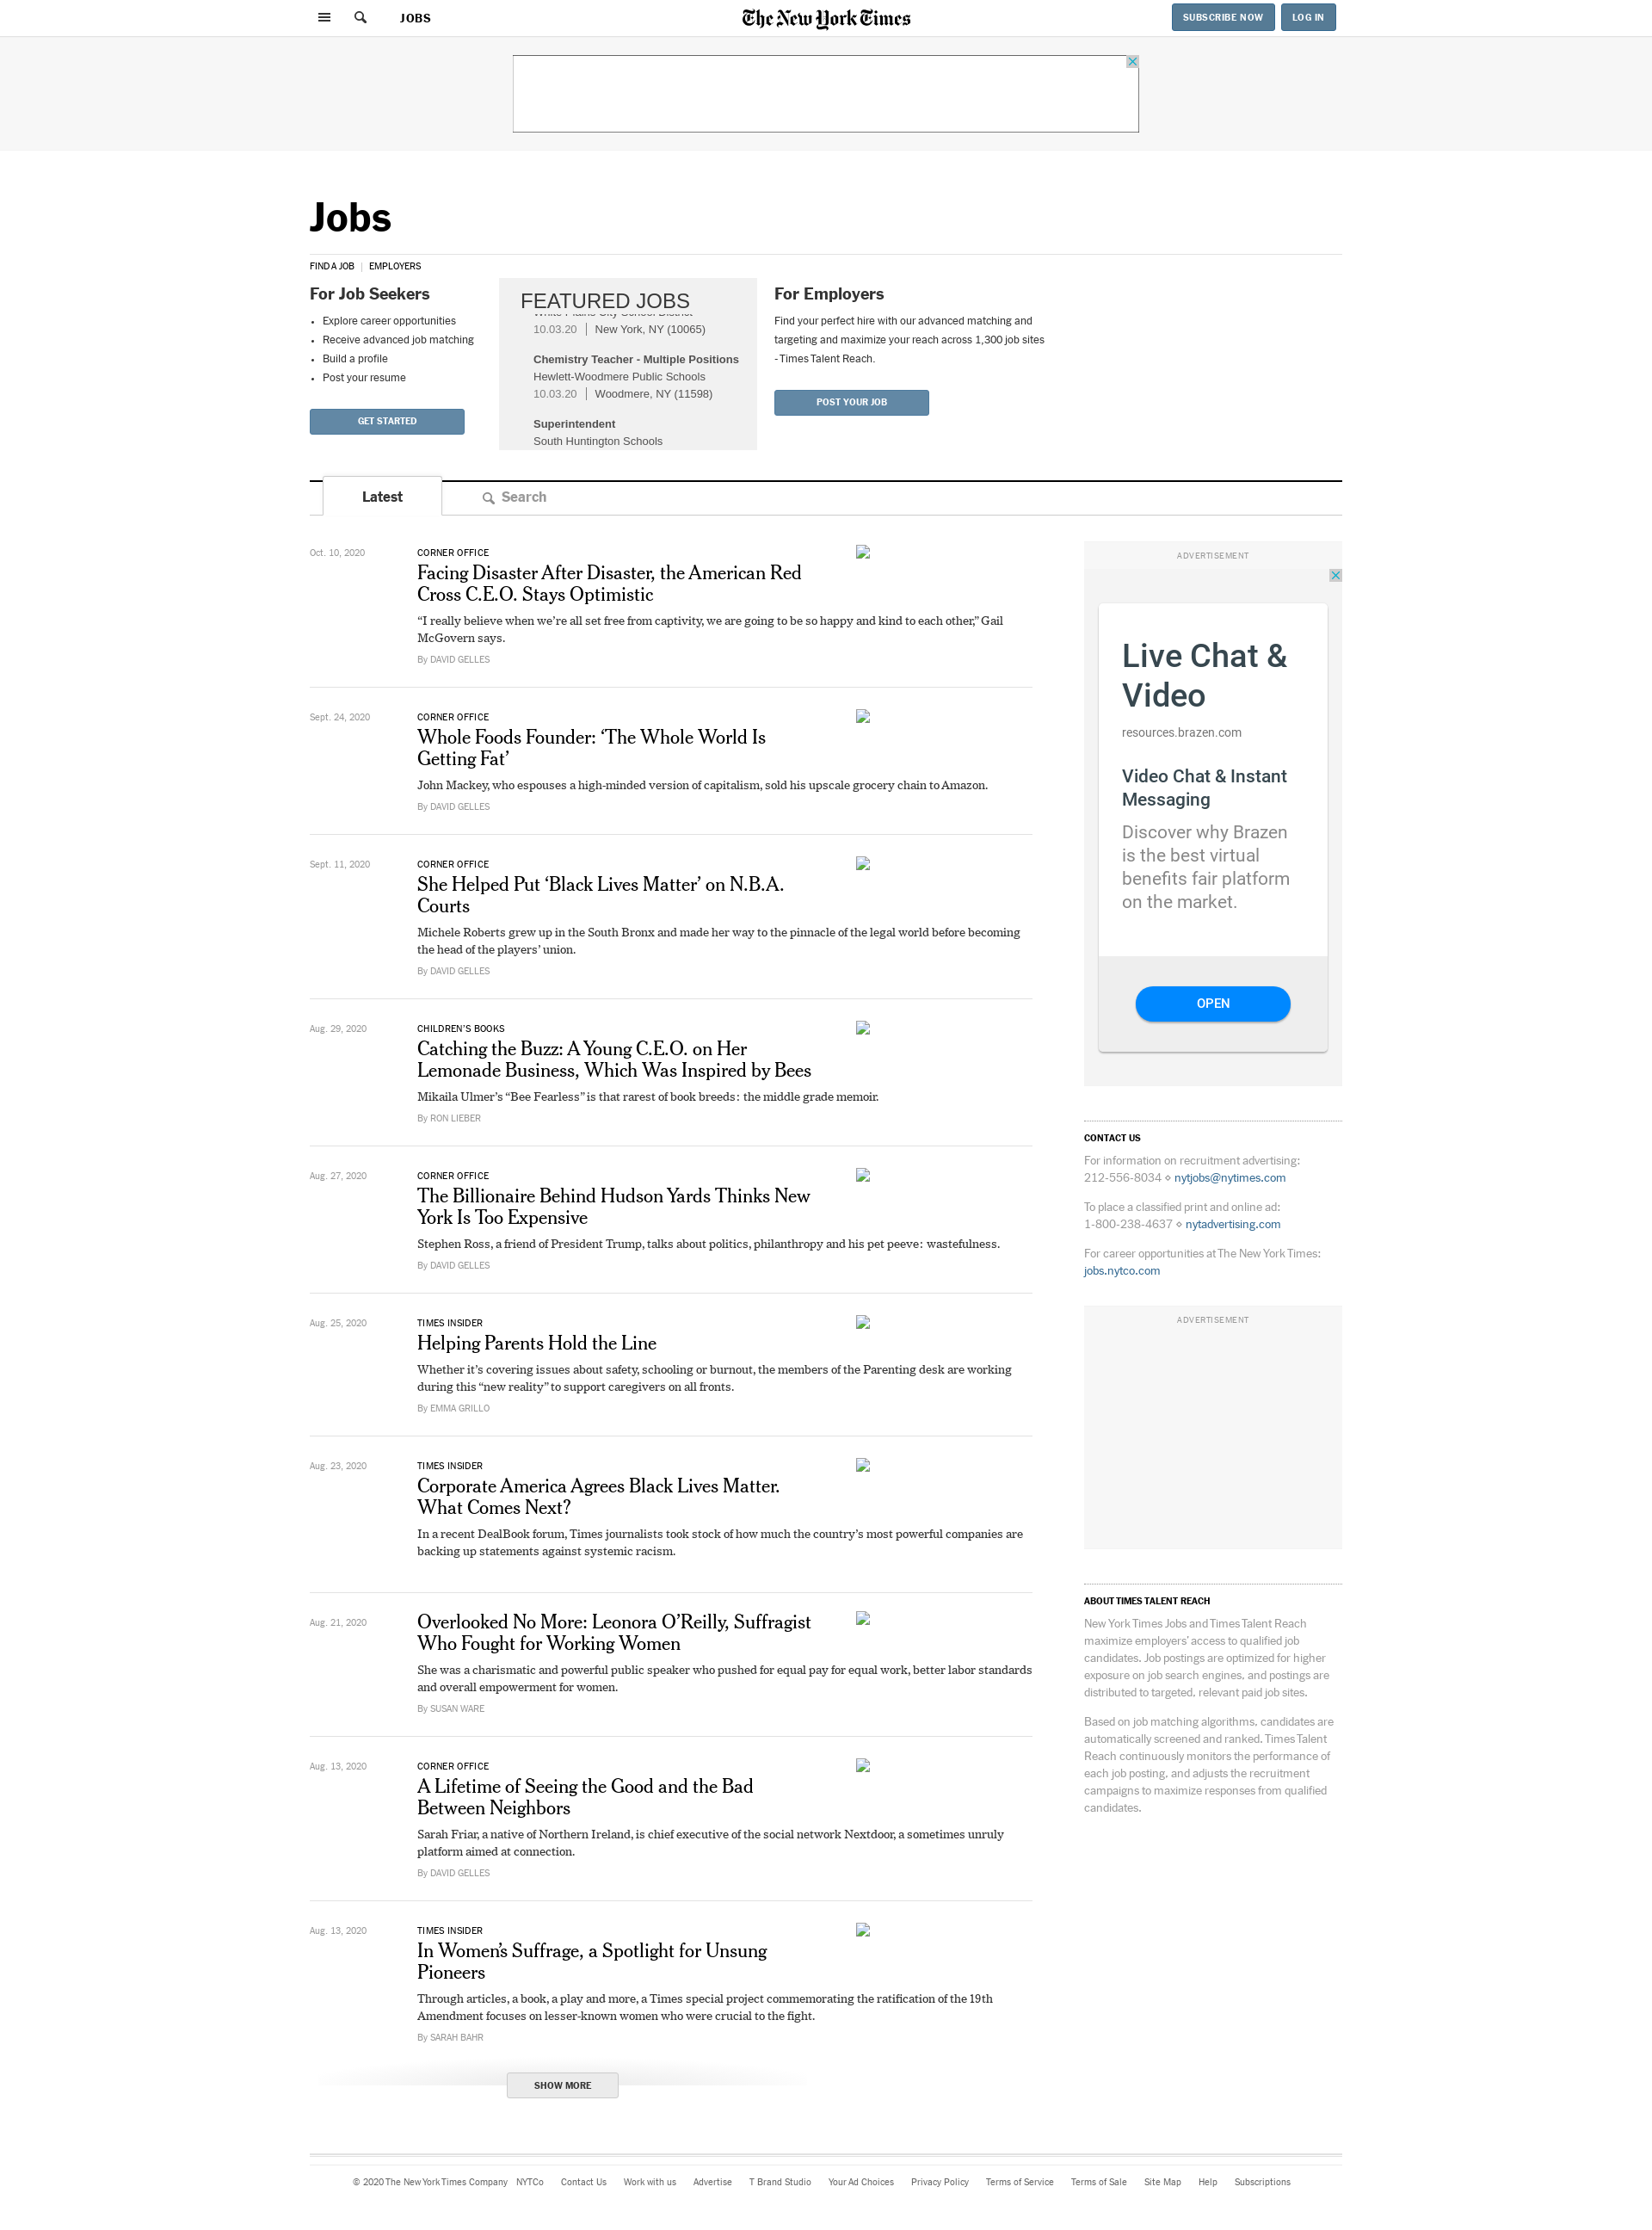 JOBS
The New York Times
SUBSCRIBE NOW
LOG IN
Jobs
FIND A JOB
EMPLOYERS
For Job Seekers
Explore career opportunities
Receive advanced job matching
Build a profile
Post your resume
GET STARTED
FEATURED JOBS
White Plains City School District
10.03.20 New York, NY (10065)
Chemistry Teacher - Multiple Positions
Hewlett-Woodmere Public Schools
10.03.20 Woodmere, NY (11598)
Superintendent
South Huntington Schools
For Employers
Find your perfect hire with our advanced matching and
targeting and maximize your reach across 1,300 job sites
- Times Talent Reach.
POST YOUR JOB
Latest
Search
Oct. 10, 2020
CORNER OFFICE
Facing Disaster After Disaster, the American Red
Cross C.E.O. Stays Optimistic
“I really believe when we’re all set free from captivity, we are going to be so happy and kind to each other,” Gail
McGovern says.
By DAVID GELLES
Sept. 24, 2020
CORNER OFFICE
Whole Foods Founder: ‘The Whole World Is
Getting Fat’
John Mackey, who espouses a high-minded version of capitalism, sold his upscale grocery chain to Amazon.
By DAVID GELLES
Sept. 11, 2020
CORNER OFFICE
She Helped Put ‘Black Lives Matter’ on N.B.A.
Courts
Michele Roberts grew up in the South Bronx and made her way to the pinnacle of the legal world before becoming
the head of the players’ union.
By DAVID GELLES
Aug. 29, 2020
CHILDREN’S BOOKS
Catching the Buzz: A Young C.E.O. on Her
Lemonade Business, Which Was Inspired by Bees
Mikaila Ulmer’s “Bee Fearless” is that rarest of book breeds: the middle grade memoir.
By RON LIEBER
Aug. 27, 2020
CORNER OFFICE
The Billionaire Behind Hudson Yards Thinks New
York Is Too Expensive
Stephen Ross, a friend of President Trump, talks about politics, philanthropy and his pet peeve: wastefulness.
By DAVID GELLES
Aug. 25, 2020
TIMES INSIDER
Helping Parents Hold the Line
Whether it’s covering issues about safety, schooling or burnout, the members of the Parenting desk are working
during this “new reality” to support caregivers on all fronts.
By EMMA GRILLO
Aug. 23, 2020
TIMES INSIDER
Corporate America Agrees Black Lives Matter.
What Comes Next?
In a recent DealBook forum, Times journalists took stock of how much the country’s most powerful companies are
backing up statements against systemic racism.
Aug. 21, 2020
Overlooked No More: Leonora O’Reilly, Suffragist
Who Fought for Working Women
She was a charismatic and powerful public speaker who pushed for equal pay for equal work, better labor standards
and overall empowerment for women.
By SUSAN WARE
Aug. 13, 2020
CORNER OFFICE
A Lifetime of Seeing the Good and the Bad
Between Neighbors
Sarah Friar, a native of Northern Ireland, is chief executive of the social network Nextdoor, a sometimes unruly
platform aimed at connection.
By DAVID GELLES
Aug. 13, 2020
TIMES INSIDER
In Women’s Suffrage, a Spotlight for Unsung
Pioneers
Through articles, a book, a play and more, a Times special project commemorating the ratification of the 19th
Amendment focuses on lesser-known women who were crucial to the fight.
By SARAH BAHR
SHOW MORE
ADVERTISEMENT
Live Chat &
Video
resources.brazen.com
Video Chat & Instant
Messaging
Discover why Brazen
is the best virtual
benefits fair platform
on the market.
OPEN
CONTACT US
For information on recruitment advertising:
212-556-8034 ⋄ nytjobs@nytimes.com
To place a classified print and online ad:
1-800-238-4637 ⋄ nytadvertising.com
For career opportunities at The New York Times:
jobs.nytco.com
ADVERTISEMENT
ABOUT TIMES TALENT REACH
New York Times Jobs and Times Talent Reach
maximize employers’ access to qualified job
candidates. Job postings are optimized for higher
exposure on job search engines, and postings are
distributed to targeted, relevant paid job sites.
Based on job matching algorithms, candidates are
automatically screened and ranked. Times Talent
Reach continuously monitors the performance of
each job posting, and adjusts the recruitment
campaigns to maximize responses from qualified
candidates.
© 2020 The New York Times Company NYTCo Contact Us Work with us Advertise T Brand Studio Your Ad Choices Privacy Policy Terms of Service Terms of Sale Site Map Help Subscriptions